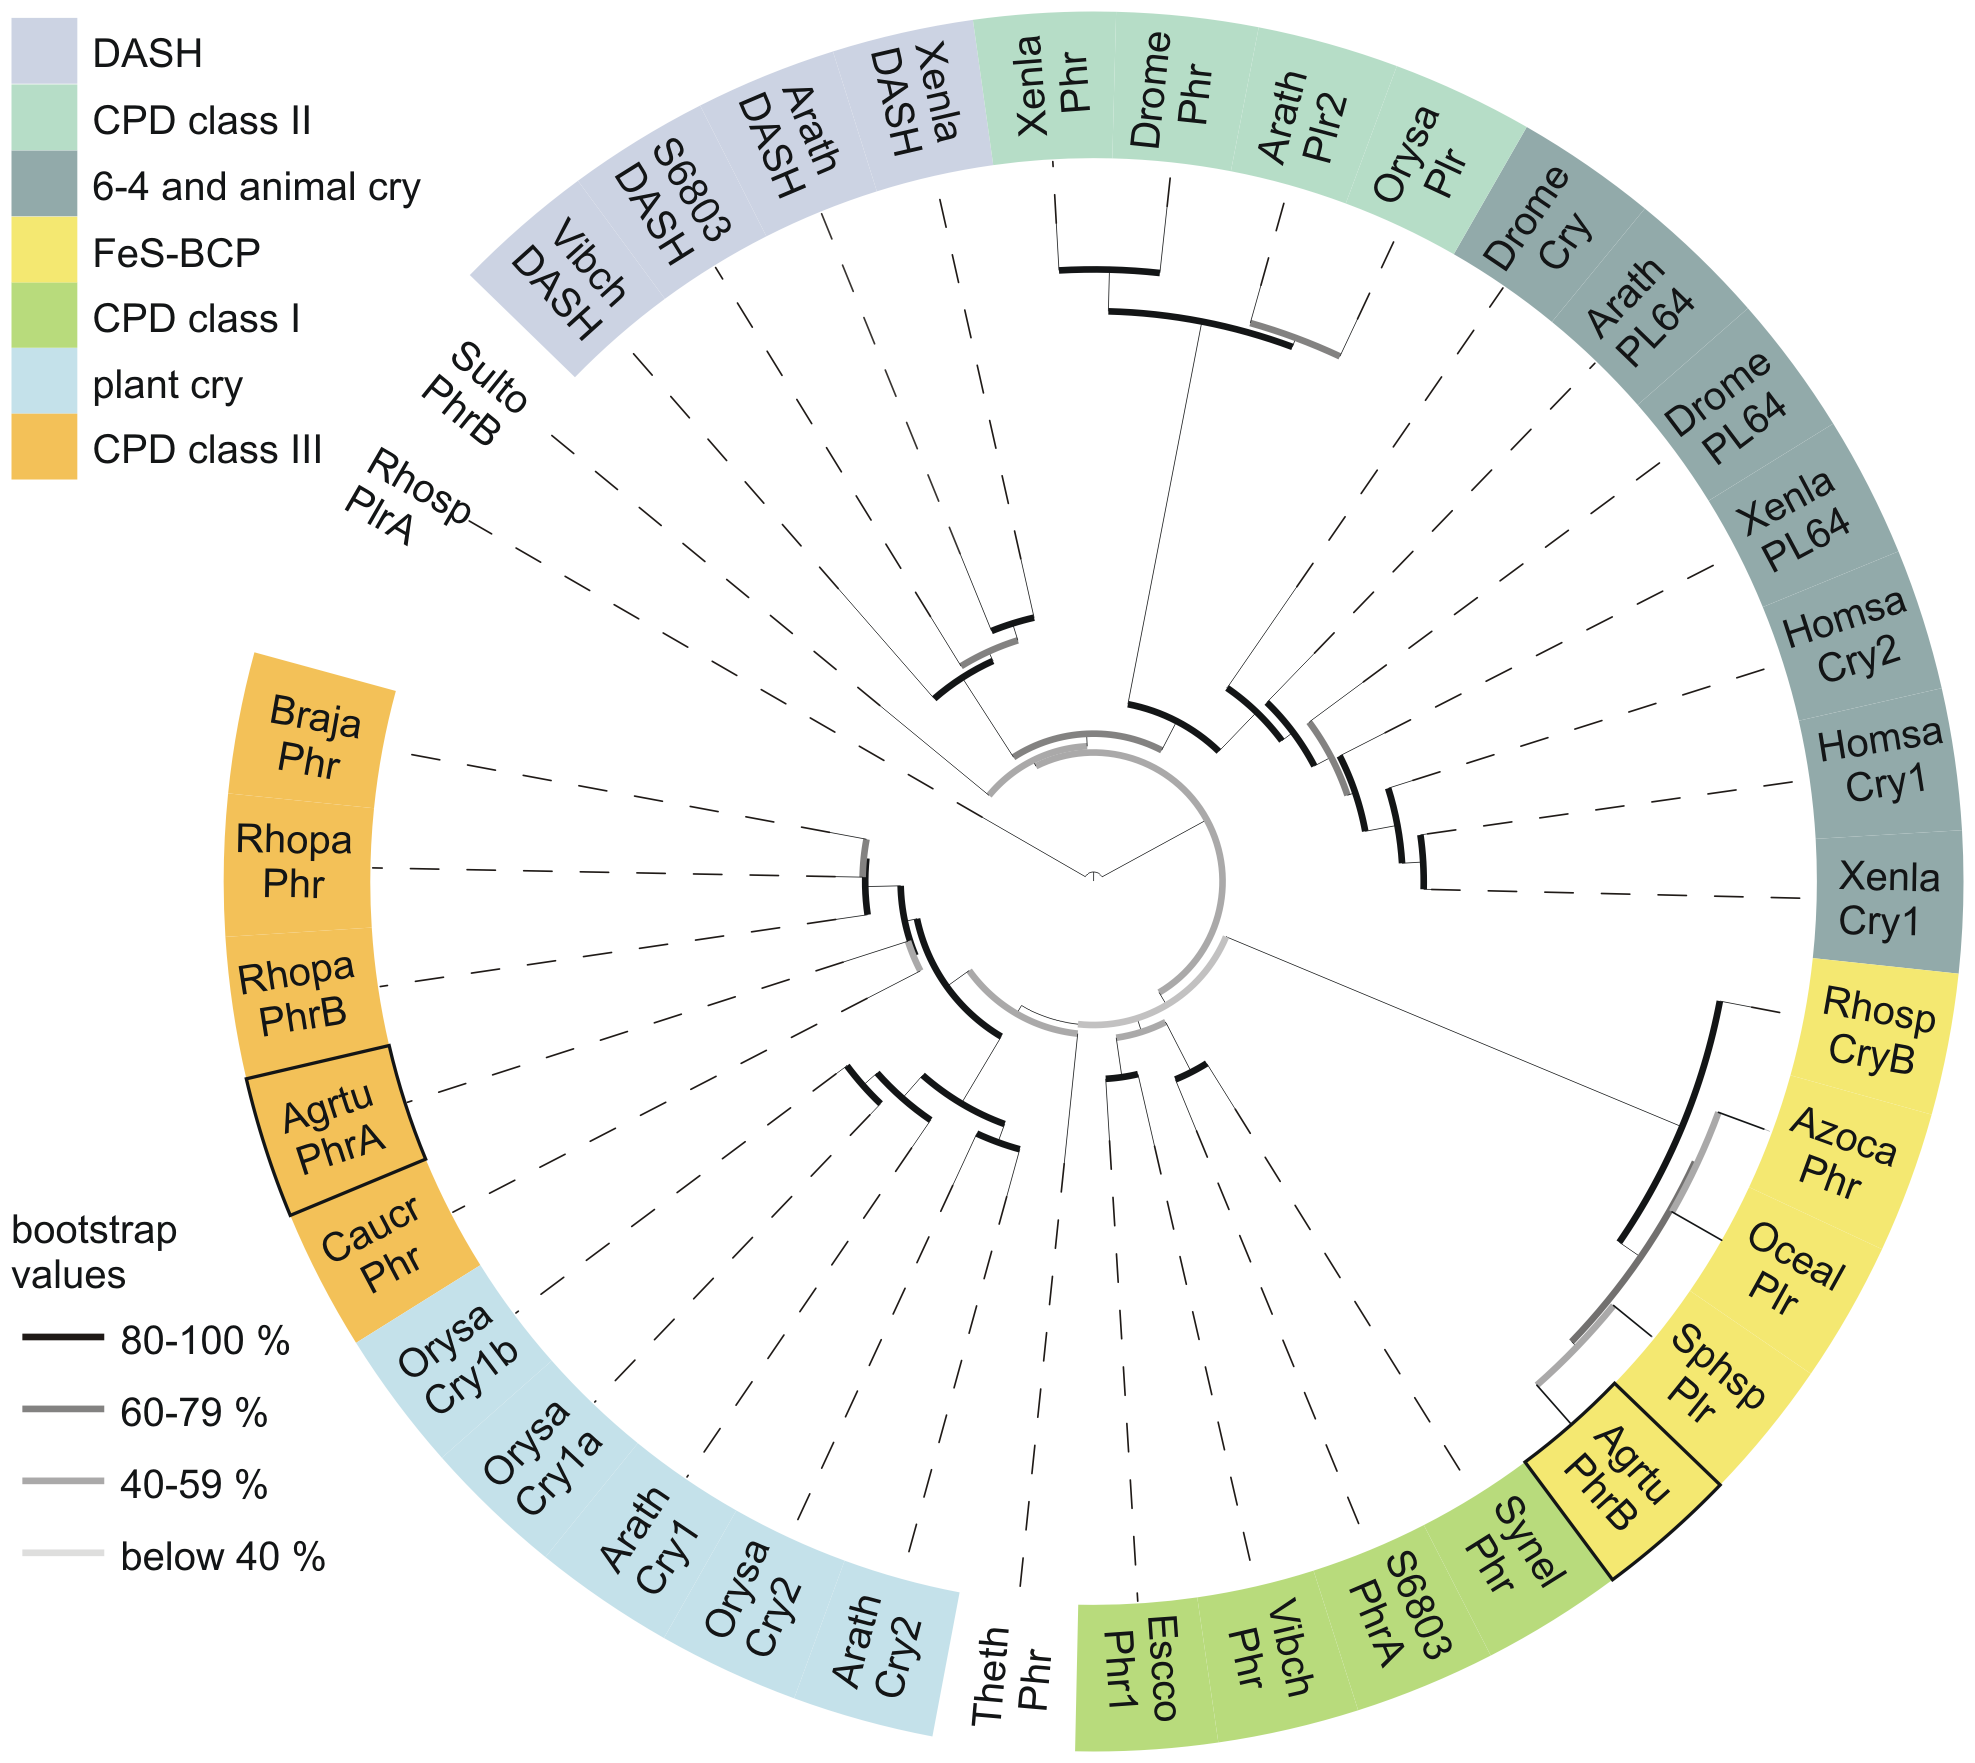 DASH
CPD class II
6-4 and animal cry
FeS-BCP
CPD class I
plant cry
CPD class III
Rhosp
PlrA
Sulto
PhrB
Vibch
DASH
S6803
DASH
Arath
DASH
Xenla
DASH
Xenla
Phr
Drome
Phr
Arath
Plr2
Orysa
Plr
Drome
Cry
Arath
PL64
Drome
PL64
Xenla
PL64
Homsa
Cry2
Homsa
Cry1
Xenla
Cry1
Rhosp
CryB
Azoca
Phr
Oceal
Plr
Sphsp
Plr
Agrtu
PhrB
Synel
Phr
S6803
PhrA
Vibch
Phr
Escco
Phr1
Theth
Phr
Arath
Cry2
Orysa
Cry2
Arath
Cry1
Orysa
Cry1a
Orysa
Cry1b
Caucr
Phr
Agrtu
PhrA
Rhopa
PhrB
Rhopa
Phr
Braja
Phr
bootstrap
values
80-100 %
60-79 %
40-59 %
below 40 %